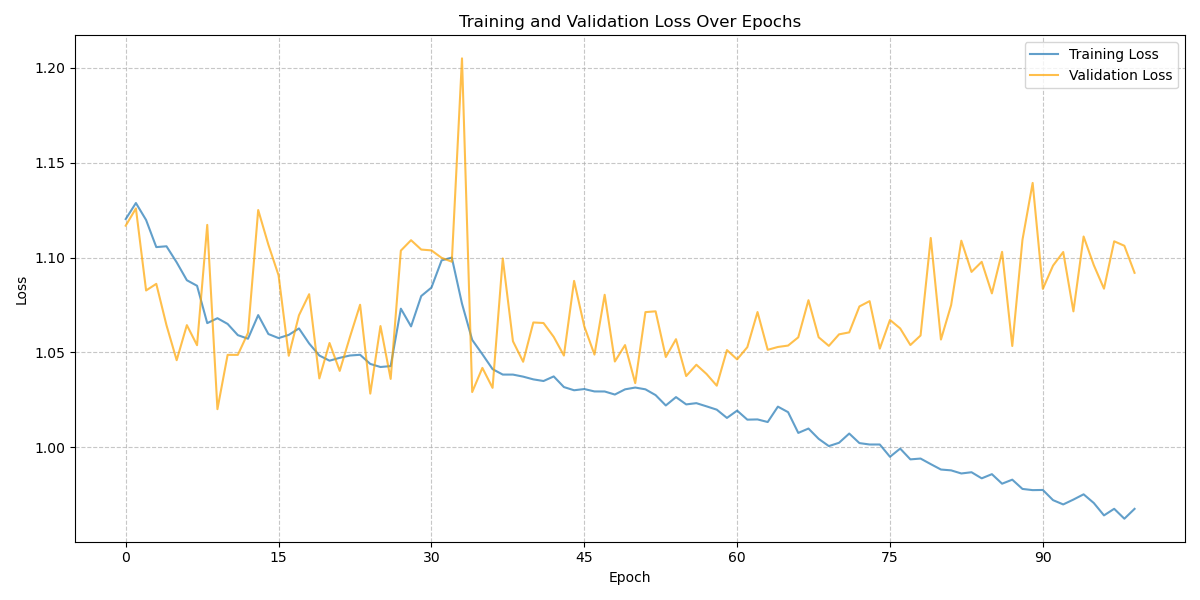 Training and Validation Loss Over Epochs
Training Loss
Validation Loss
1.20
1.15
1.10
1.05
1.00
Loss
0
15
30
45
60
75
90
Epoch